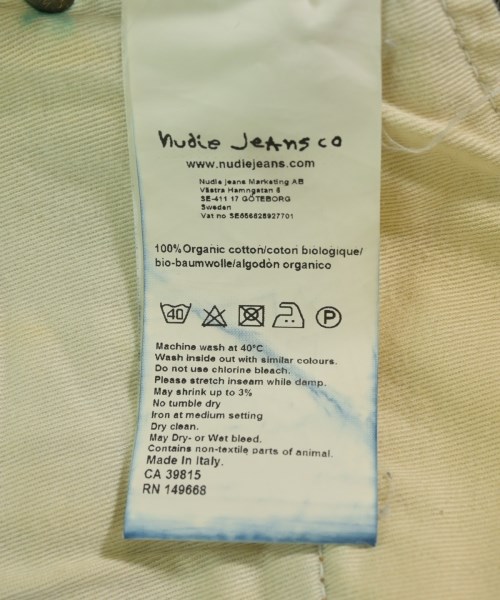 nudie Jeans co
www.nudiejeans.com
Nudie Jeans Marketing AB
Västra Hamngatan 6
SE-411 17 GÖTEBORG
Sweden
Vat no SE556628927701
100% Organic cotton/coton biologique/
bio-baumwolle/algodòn organico
40 P
Machine wash at 40°C
Wash inside out with similar colours.
Do not use chlorine bleach.
Please stretch inseam while damp.
May shrink up to 3%
No tumble dry
Iron at medium setting
Dry clean.
May Dry- or Wet bleed.
Contains non-textile parts of animal.
Made In Italy.
CA 39815
RN 149668